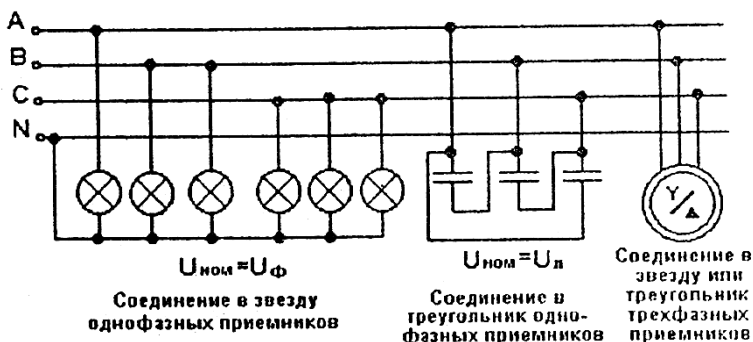 A
B
C
N
Uном=Uф
Соединение в звезду
однофазных приемников
Uном=Uл
Соединение в
треугольник одно-
фазных приемников
Y/Δ
Соединение в
звезду или
треугольник
трехфазных
приемников